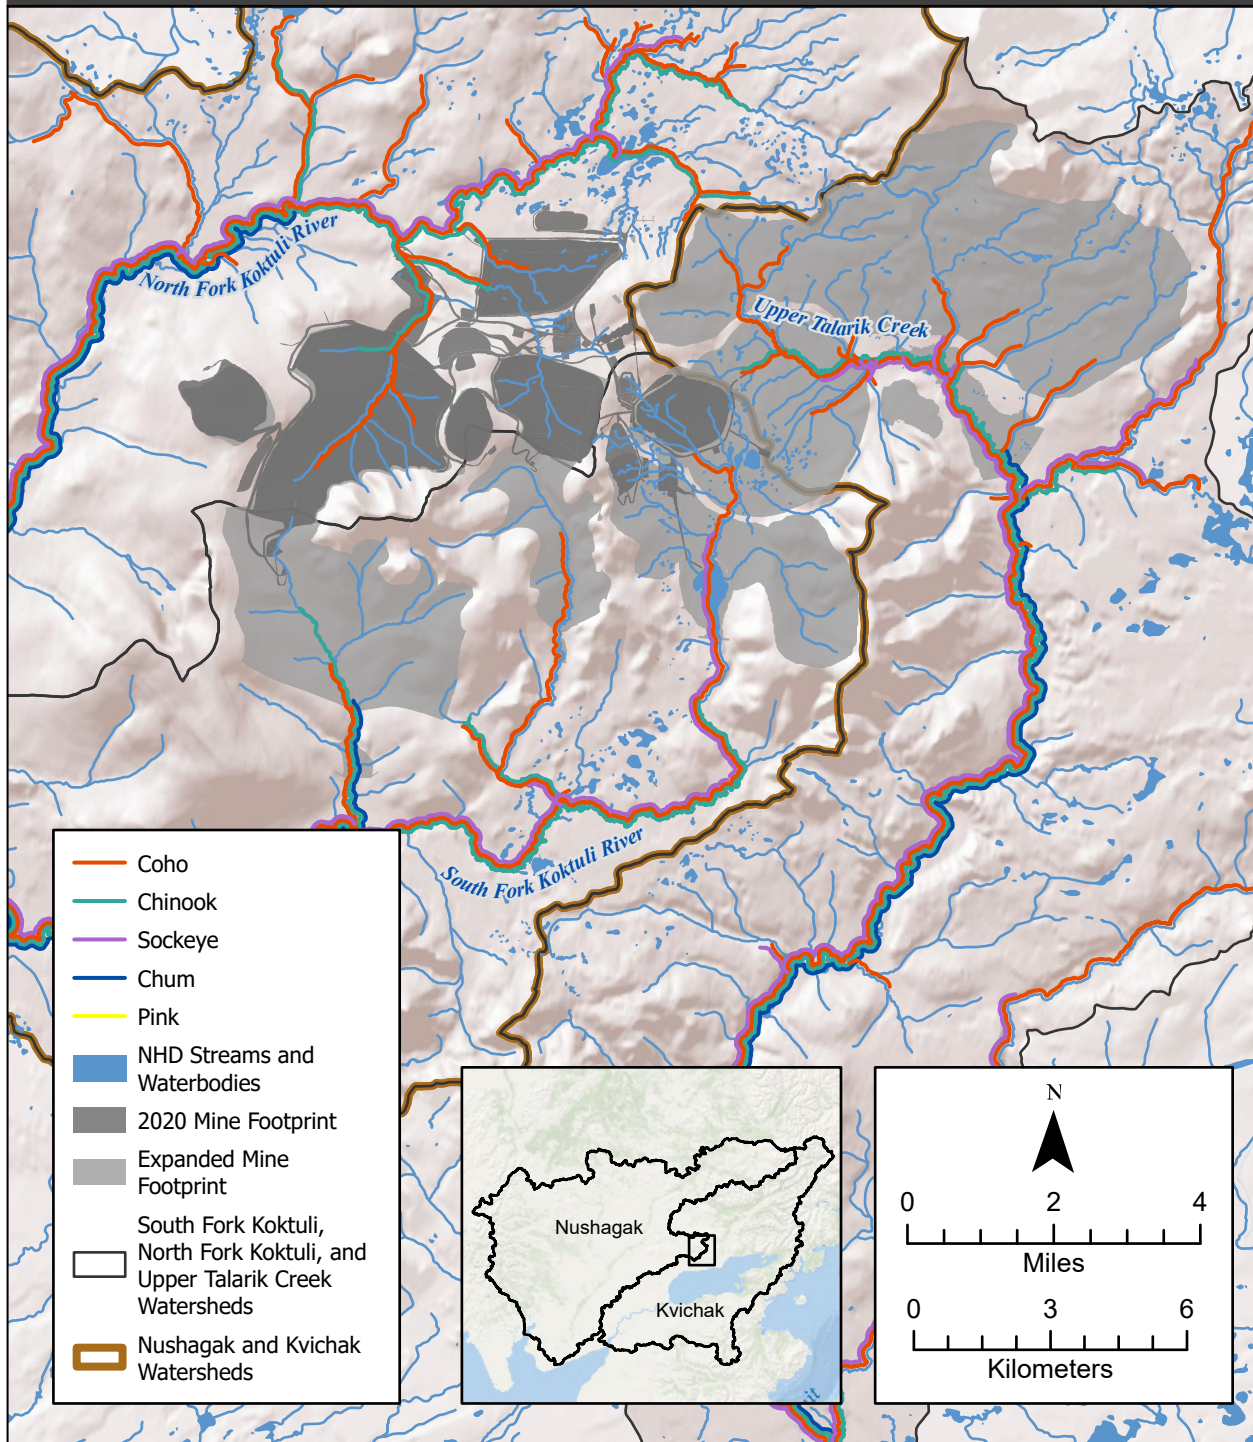 North Fork Koktuli River
Upper Talarik Creek
South Fork Koktuli River
Coho
Chinook
Sockeye
Chum
Pink
NHD Streams and
Waterbodies
2020 Mine Footprint
Expanded Mine
Footprint
South Fork Koktuli,
North Fork Koktuli, and
Upper Talarik Creek
Watersheds
Nushagak and Kvichak
Watersheds
Nushagak
Kvichak
N
0 2 4
Miles
0 3 6
Kilometers